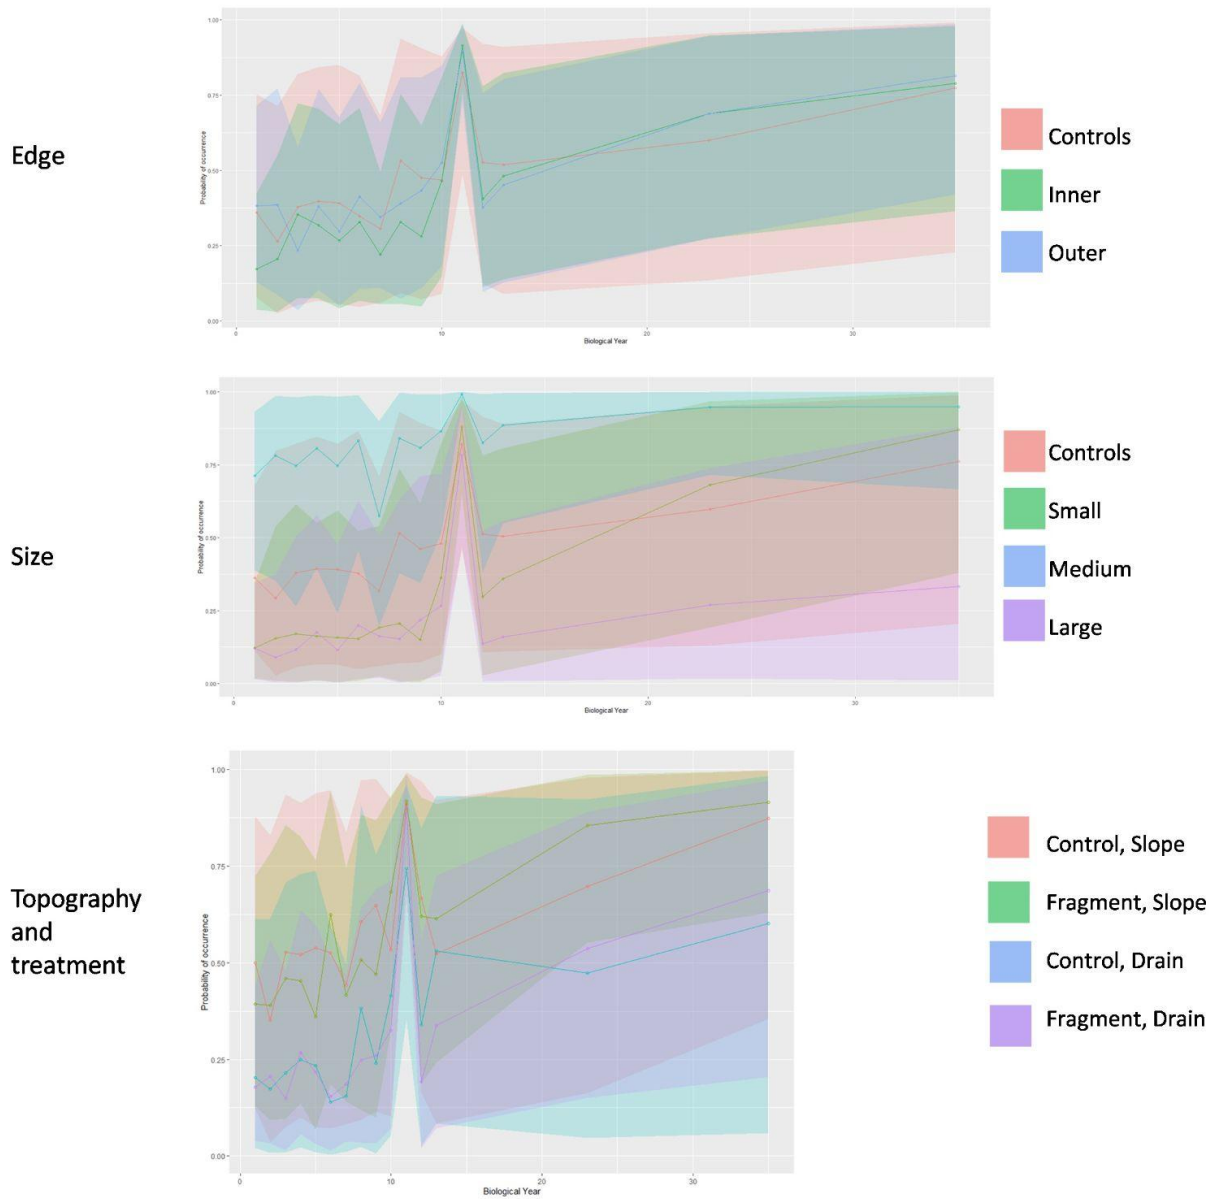 Edge
Probability of occurrence
1.00
0.75
0.50
0.25
0.00
0
10
20
30
Biological Year
Controls
Inner
Outer
Size
Probability of occurrence
1.00
0.75
0.50
0.25
0.00
0
10
20
30
Biological Year
Controls
Small
Medium
Large
Topography
and
treatment
Probability of occurrence
1.00
0.75
0.50
0.25
0.00
0
10
20
30
Biological Year
Control, Slope
Fragment, Slope
Control, Drain
Fragment, Drain